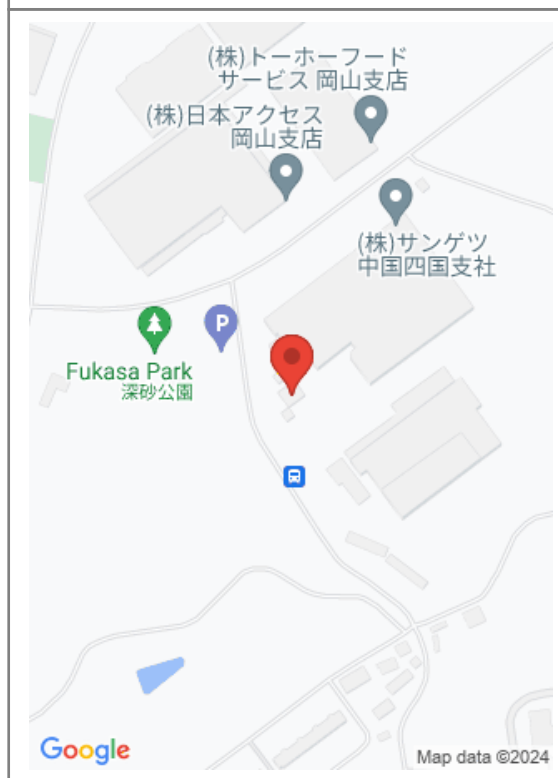 (株)トーホーフード
サービス 岡山支店
(株)日本アクセス
岡山支店
(株)サンゲツ
中国四国支社
P
Fukasa Park
深砂公園
Google
Map data ©2024